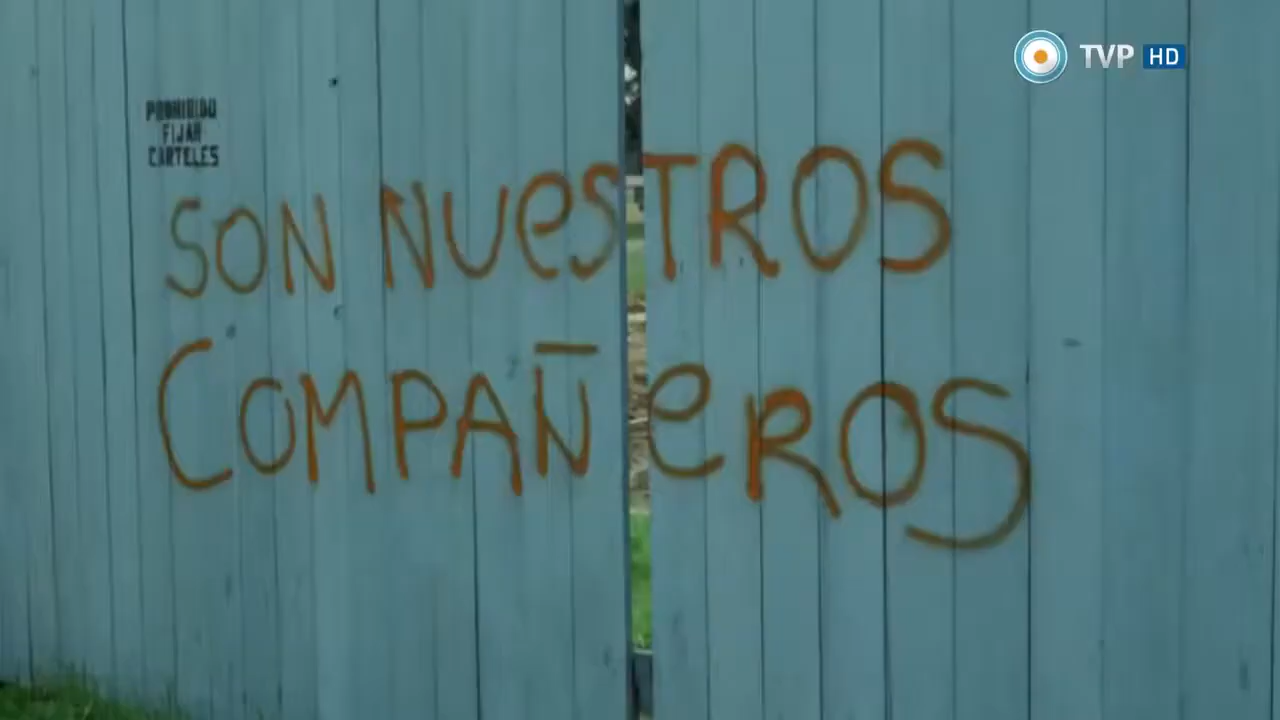 TVP HD
PROHIBIDO
FIJAR
CARTELES
SON NUeSTROS
COMPAÑeROS